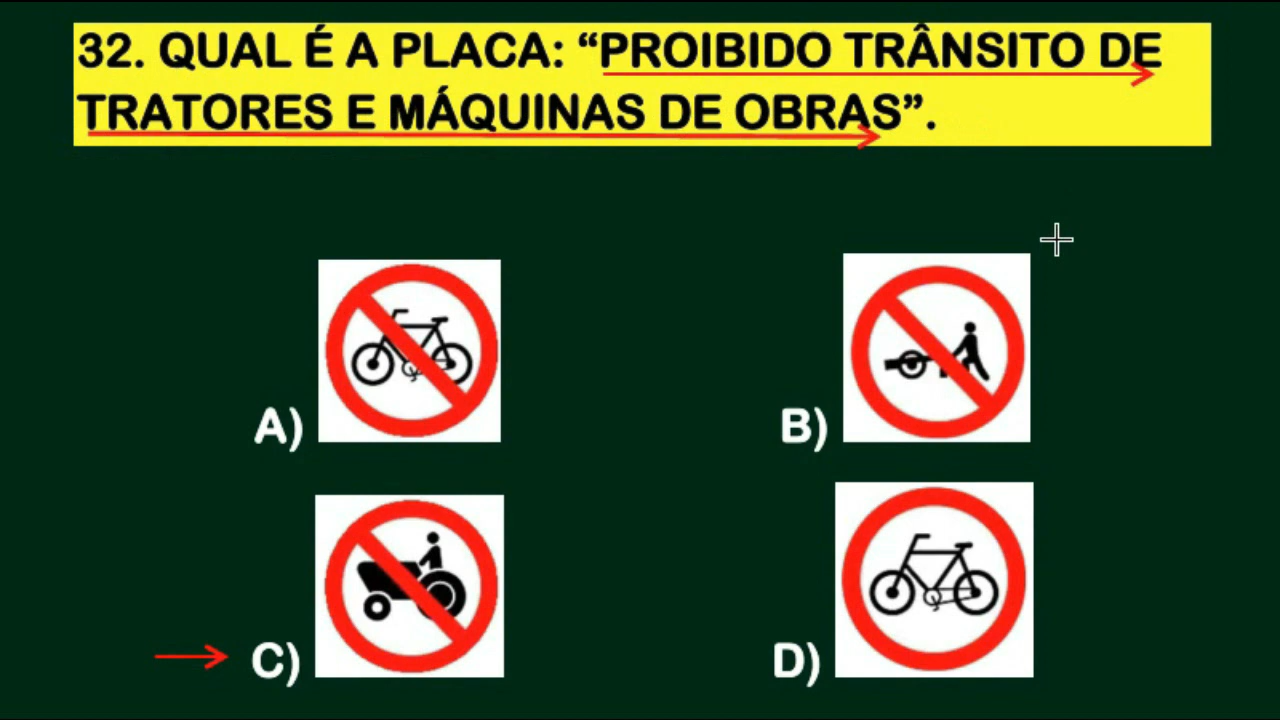 32. QUAL É A PLACA: “PROIBIDO TRÂNSITO DE
TRATORES E MÁQUINAS DE OBRAS”.
A)
B)
C)
D)